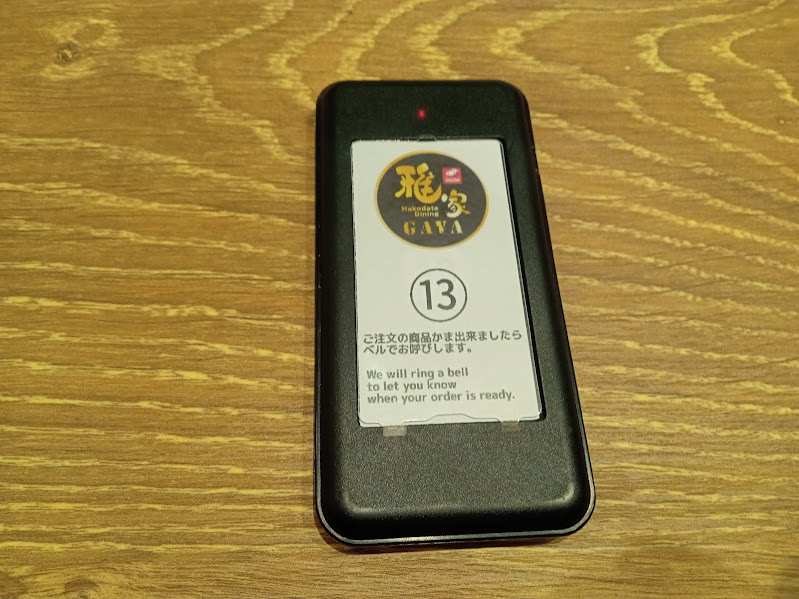 雅
家
Hakodate
Dining
GAYA
13
ご注文の商品かま出来ましたら
ベルでお呼びします。
We will ring a bell
to let you know
when your order is ready.